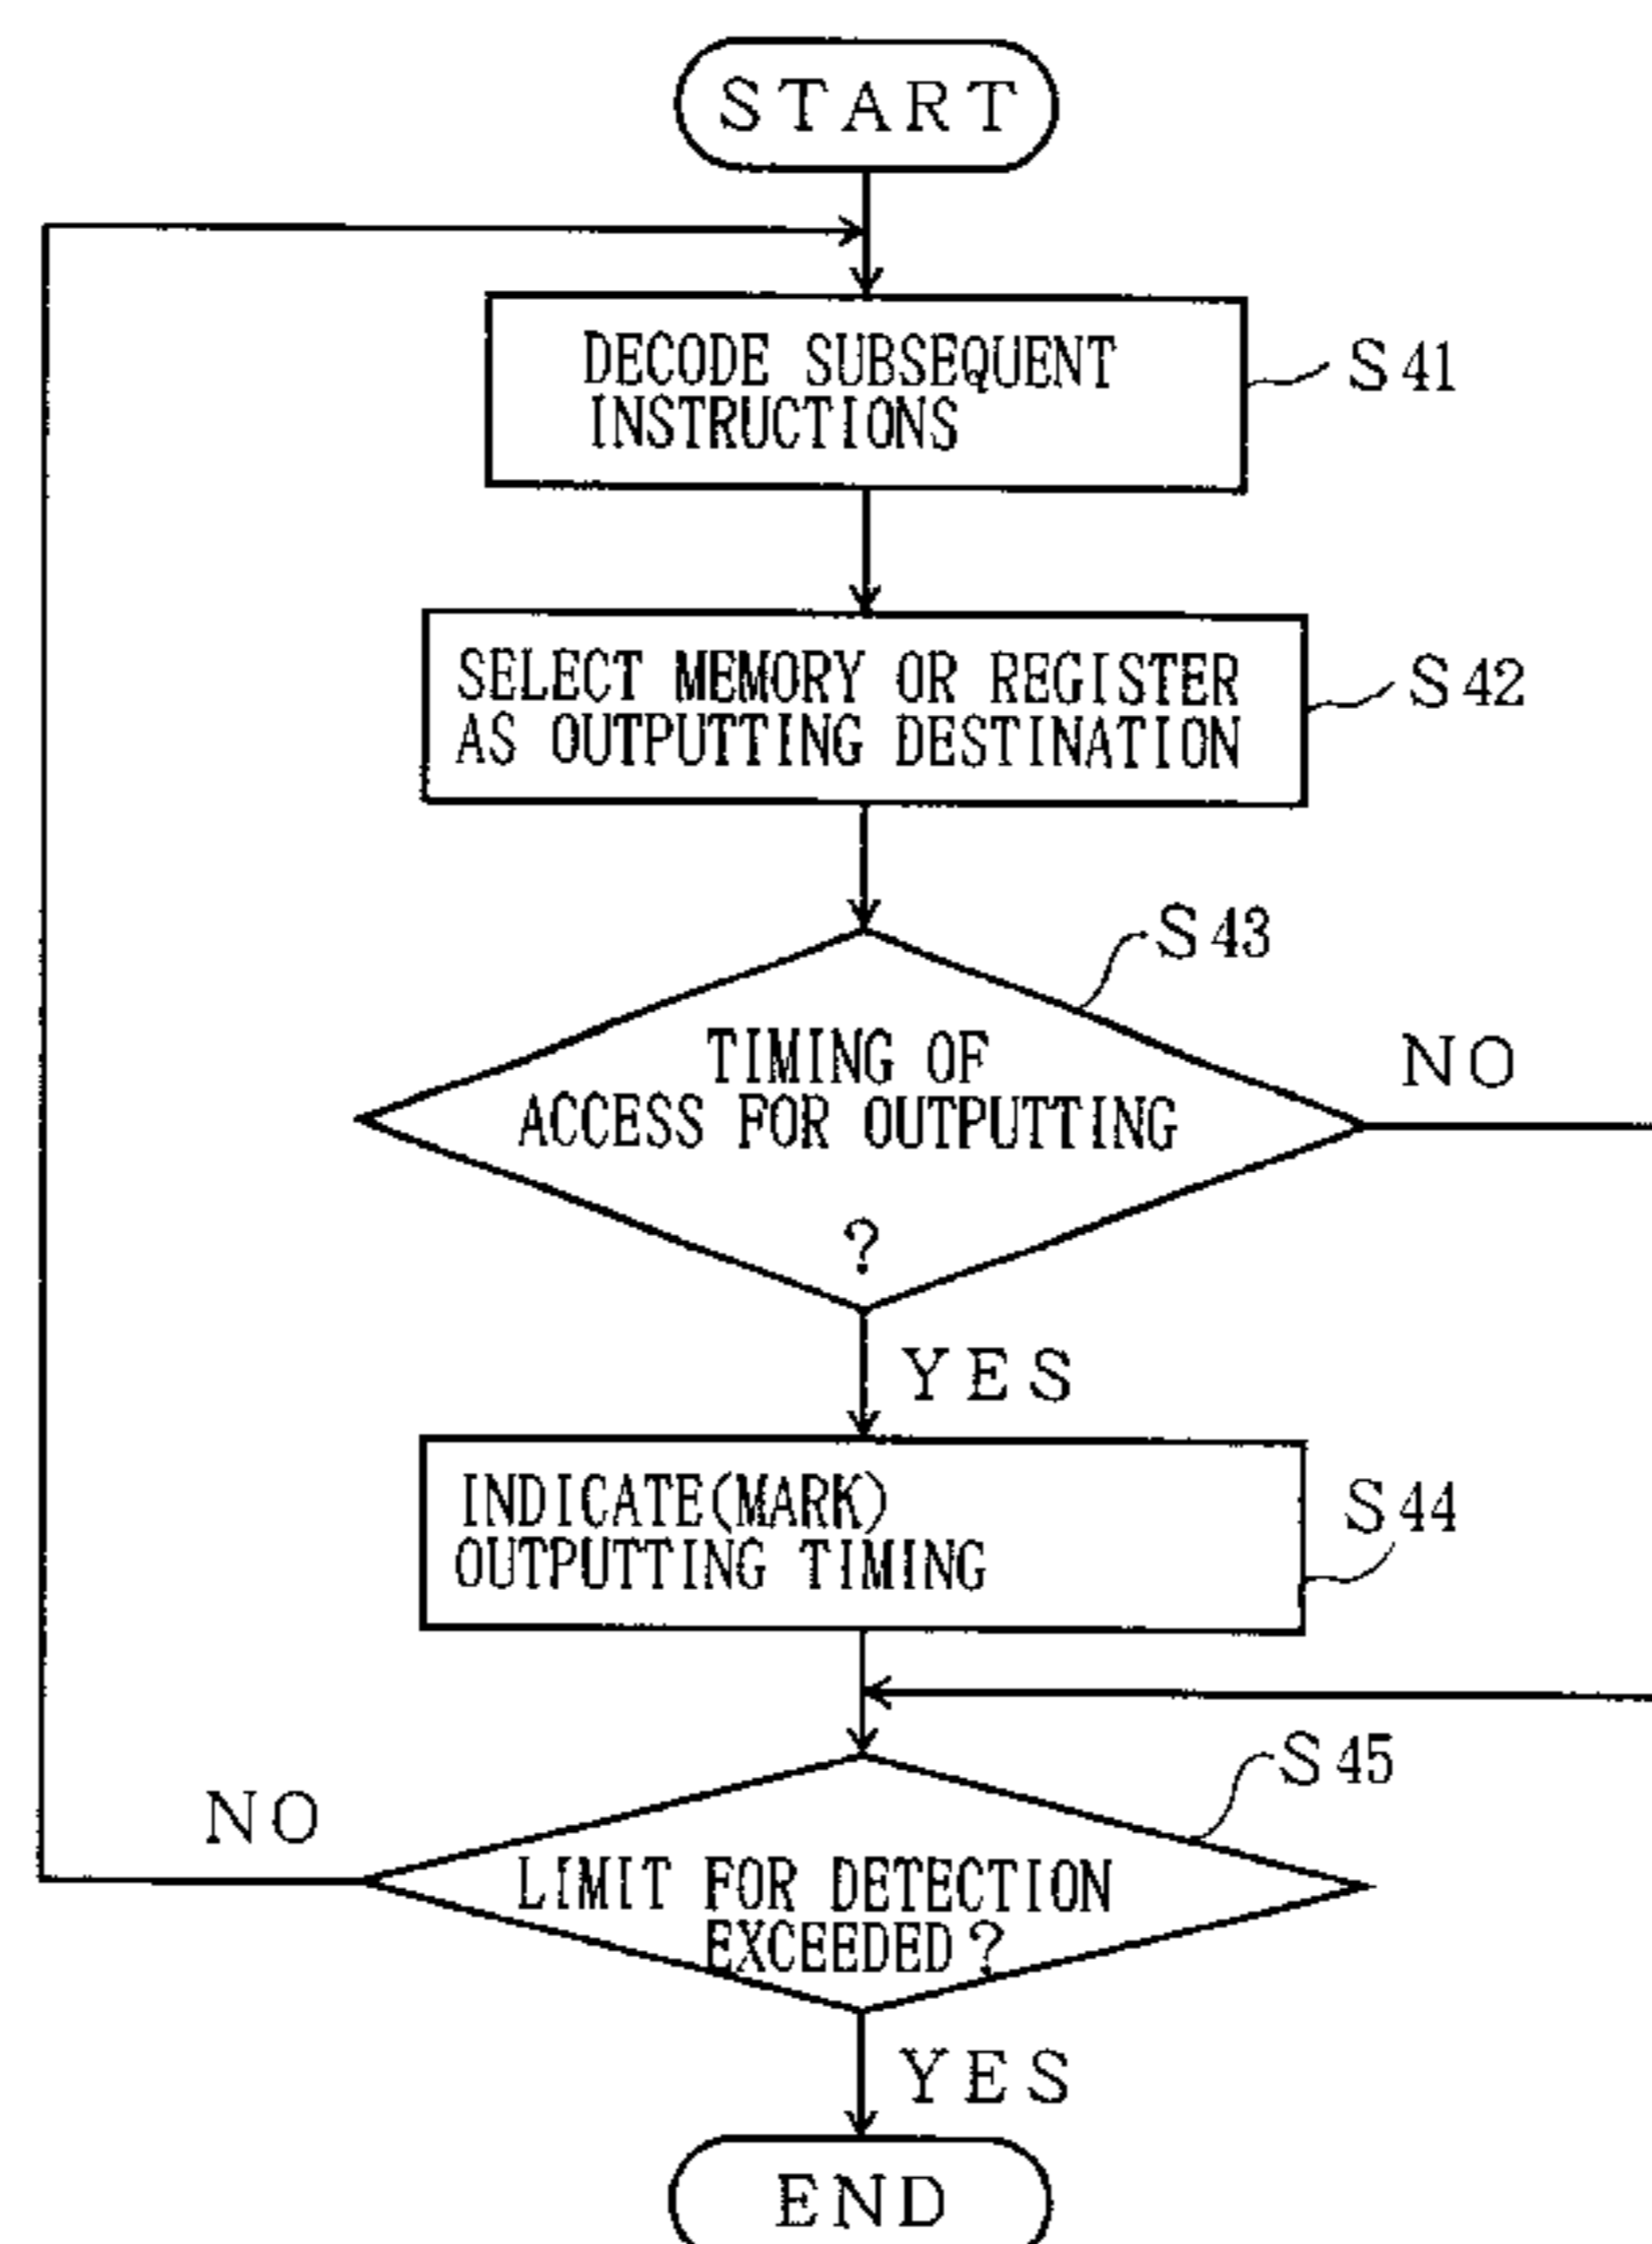 START
DECODE SUBSEQUENT
INSTRUCTIONS
S41
SELECT MEMORY OR REGISTER
AS OUTPUTTING DESTINATION
S42
S43
TIMING OF
ACCESS FOR OUTPUTTING
?
NO
YES
INDICATE(MARK)
OUTPUTTING TIMING
S44
S45
NO
LIMIT FOR DETECTION
EXCEEDED?
YES
END